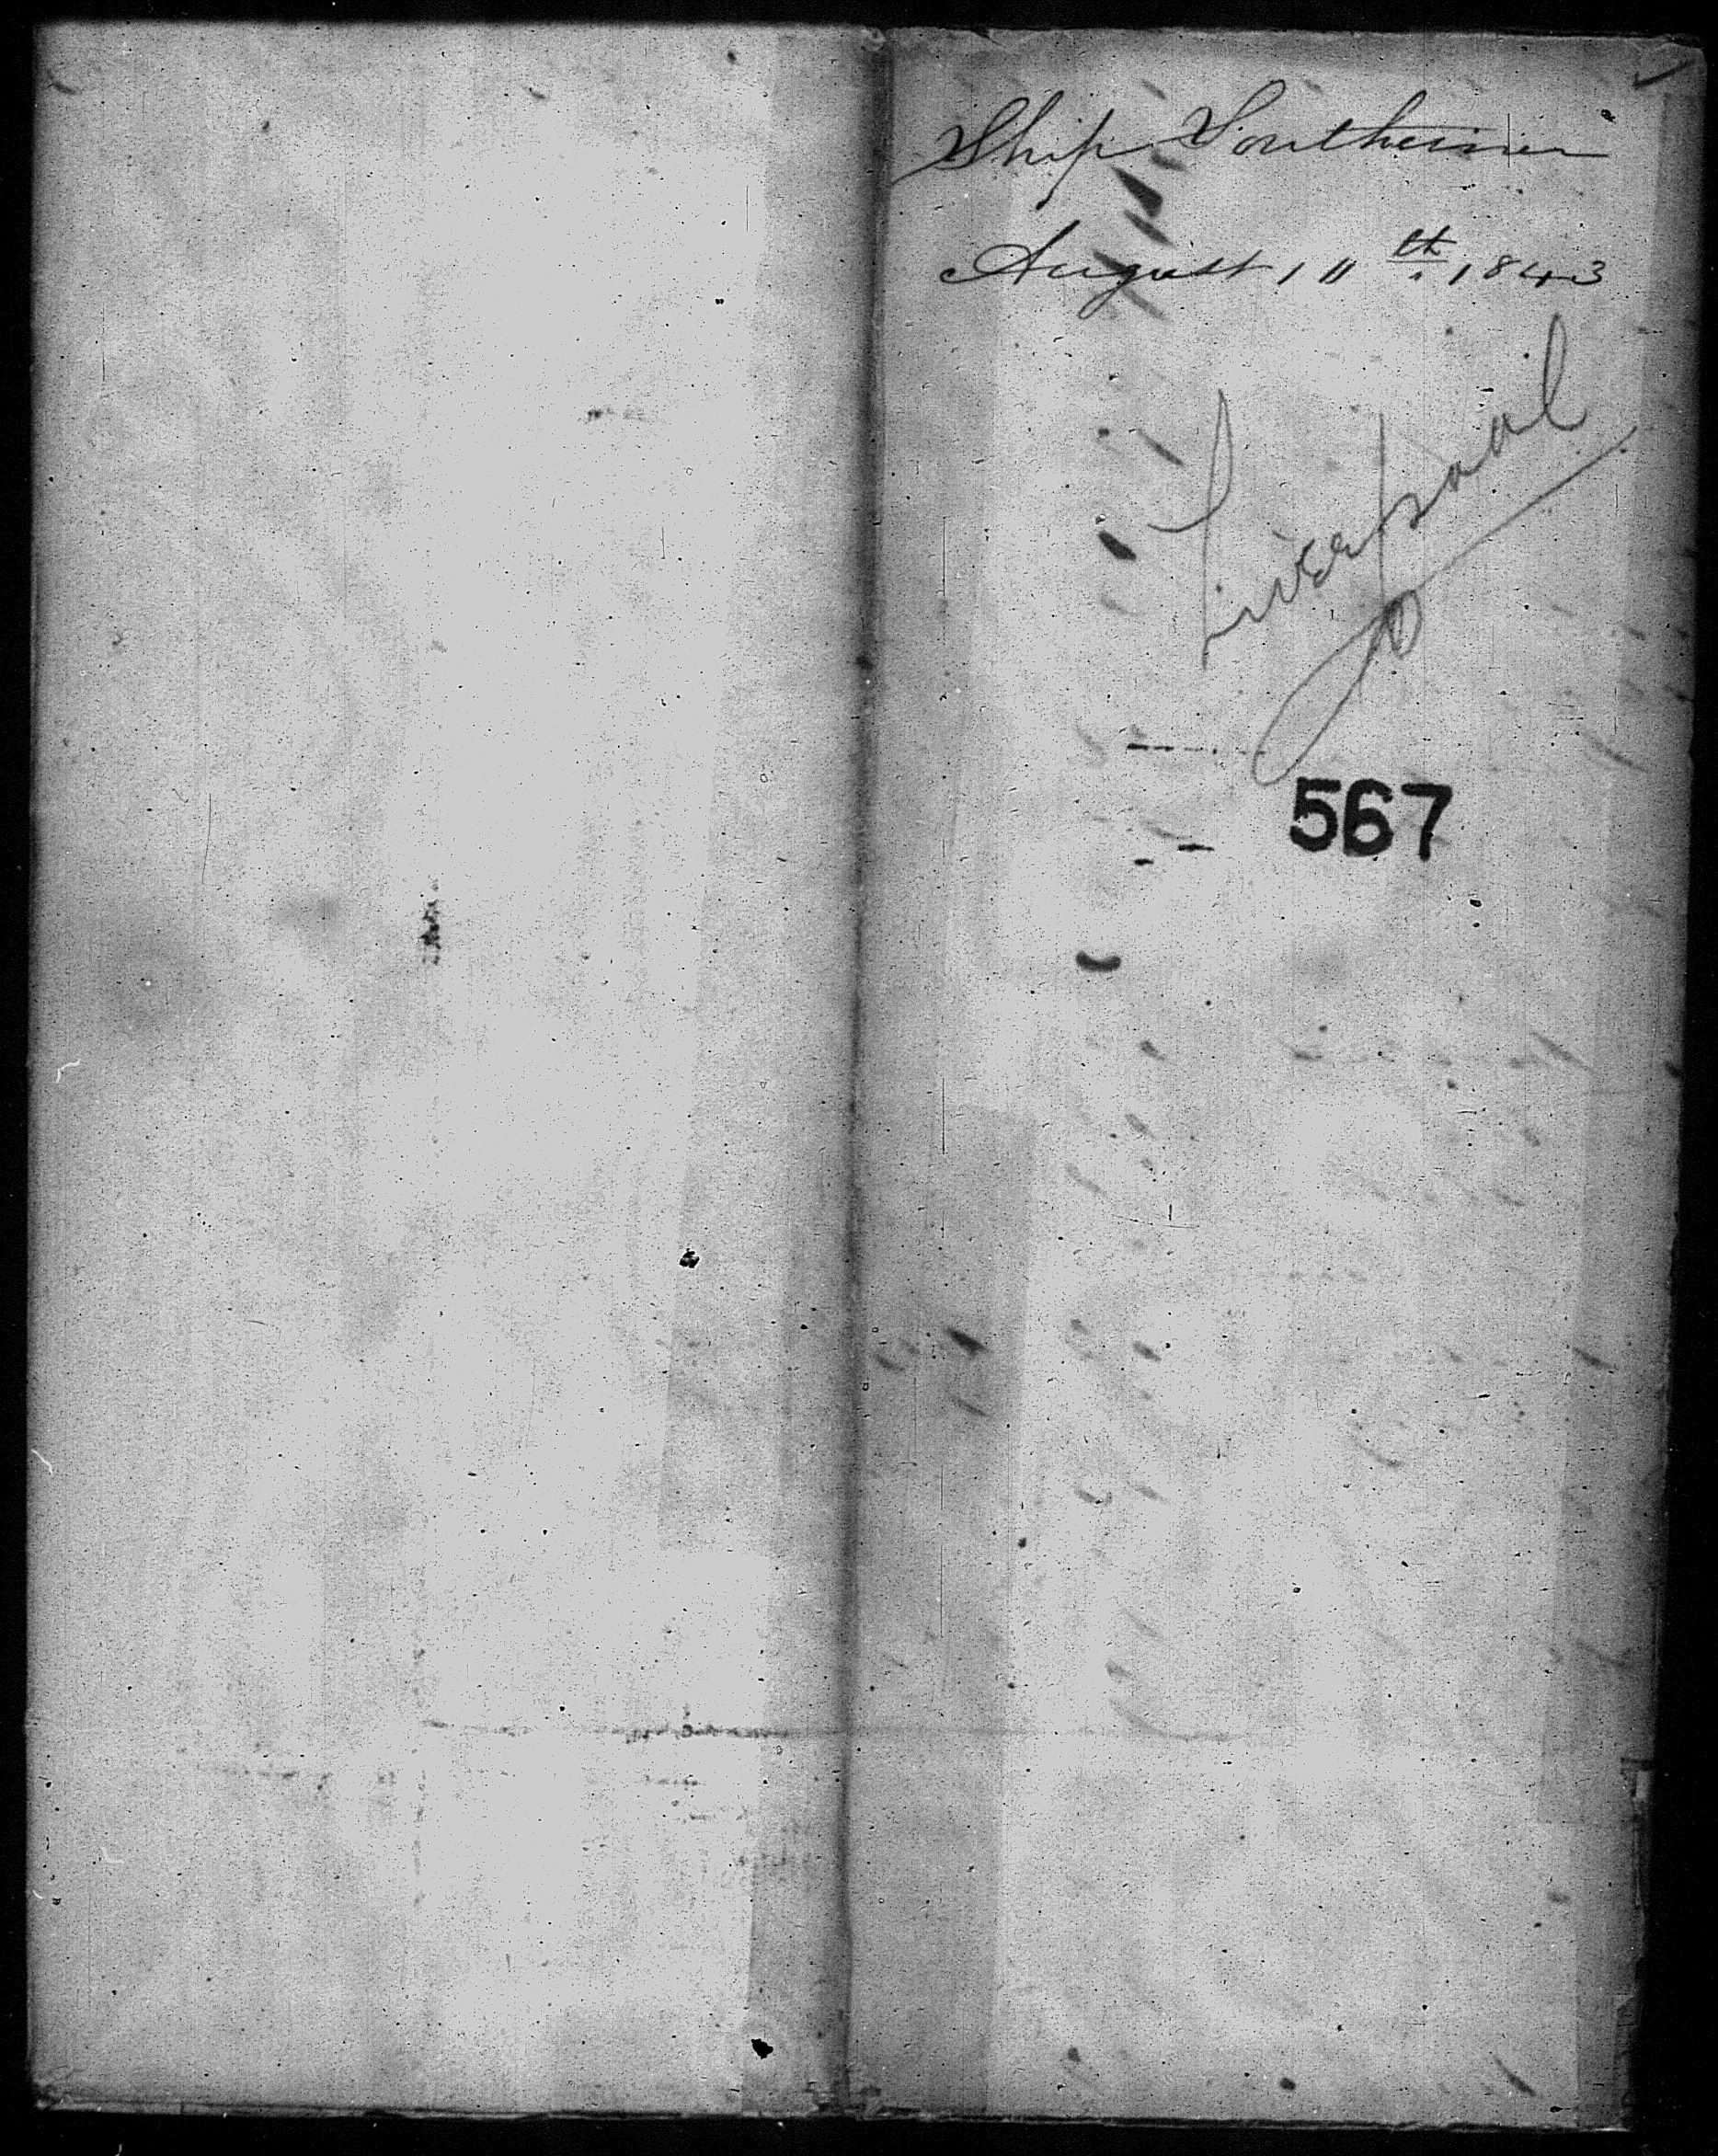 Ship Southerner
August, 11th. 1843
Liverpool
567